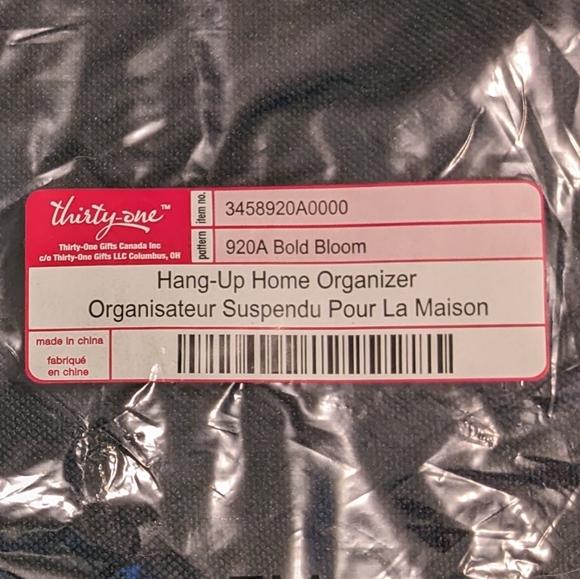 thirty-one™
Thirty-One Gifts Canada Inc
c/o Thirty-One Gifts LLC Columbus, OH
item no.
3458920A0000
pattern
920A Bold Bloom
Hang-Up Home Organizer
Organisateur Suspendu Pour La Maison
made in china
fabriqué
en chine